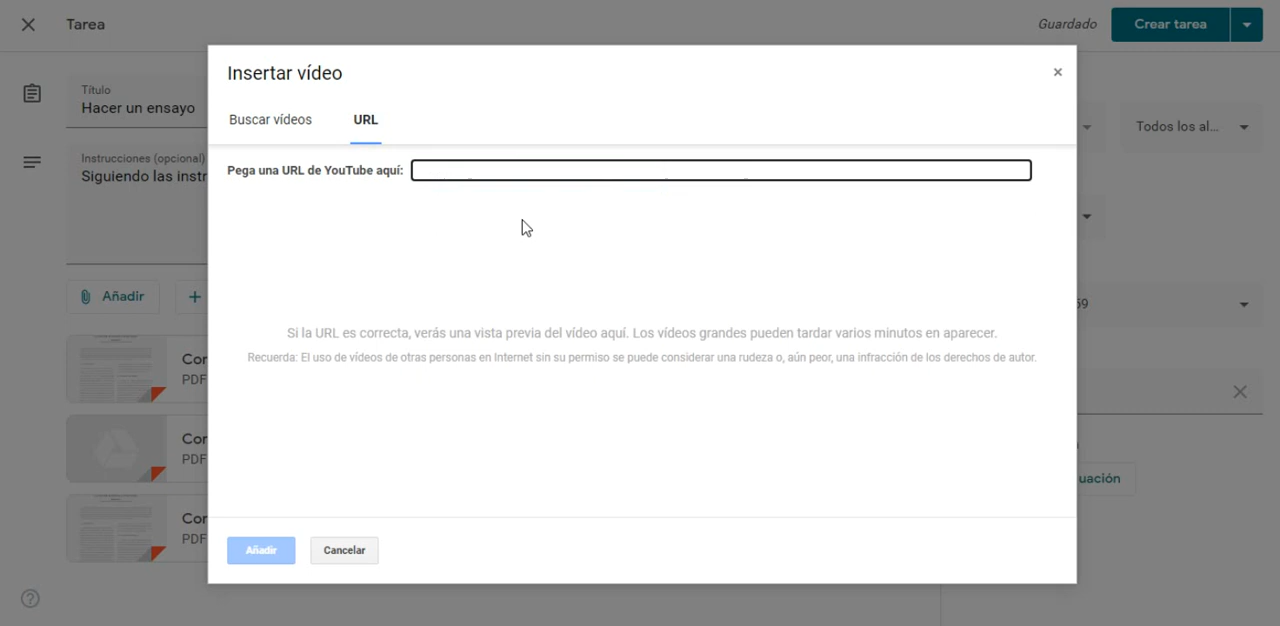 Tarea
Guardado
Crear tarea
Insertar vídeo
Título
Hacer un ensayo
Buscar vídeos
URL
Todos los al...
Instrucciones (opcional)
Siguiendo las instr
Pega una URL de YouTube aquí:
Añadir
59
Si la URL es correcta, verás una vista previa del vídeo aquí. Los vídeos grandes pueden tardar varios minutos en aparecer.
Recuerda: El uso de vídeos de otras personas en Internet sin su permiso se puede considerar una rudeza o, aún peor, una infracción de los derechos de autor.
Cor
PDF
Cor
PDF
uación
Cor
PDF
Añadir
Cancelar